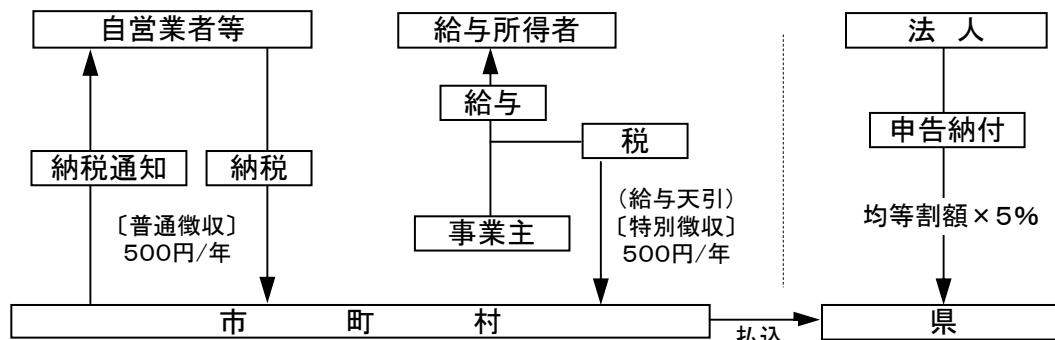 自営業者等
給与所得者
法 人
給与
税
申告納付
納税通知
納税
(給与天引)
〔普通徴収〕
500円/年
事業主
〔特別徴収〕
500円/年
均等割額×5%
市 町 村
払込
県